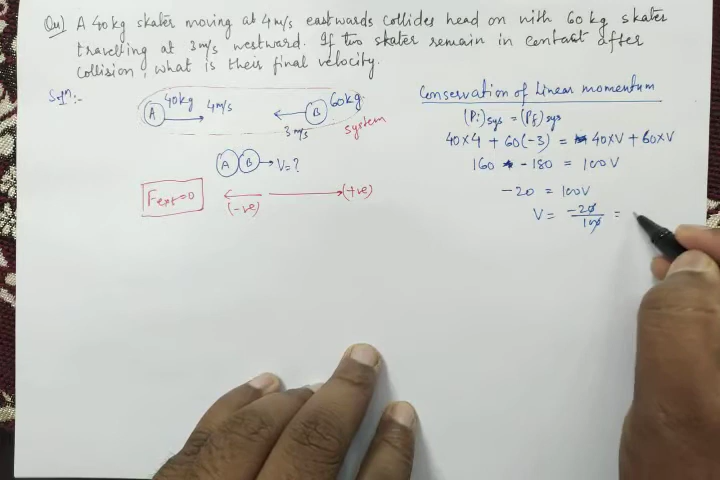 Qu) A 40kg skater moving at 4m/s eastwards collides head on with 60kg skater
travelling at 3m/s westward. If two skater remain in contact after
collision, what is their final velocity.
Solⁿ:-
A 40kg 4m/s B 60kg 3m/s system
A B V=?
Fext=0 (-ve) (+ve)
Conservation of Linear momentum
(Pi)sys = (Pf)sys
40×4 + 60(-3) = 40×V + 60×V
160 - 180 = 100V
-20 = 100V
V = -20/100 =